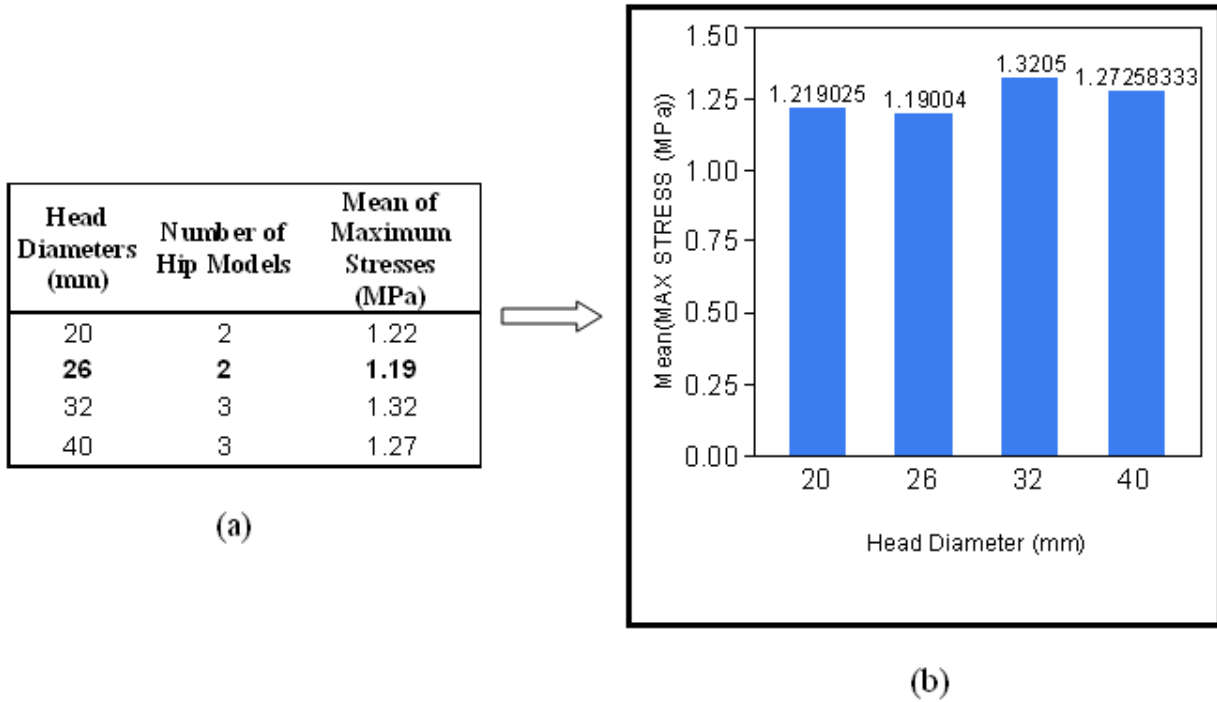 Head Diameters (mm)
Number of Hip Models
Mean of Maximum Stresses (MPa)
20 2 1.22
26 2 1.19
32 3 1.32
40 3 1.27
(a)
Mean(MAX STRESS (MPa))
1.50
1.25
1.00
0.75
0.50
0.25
0.00
1.219025
1.19004
1.3205
1.27258333
20 26 32 40
Head Diameter (mm)
(b)